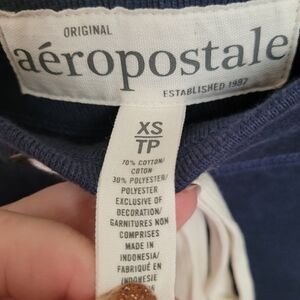 ORIGINAL
aéropostale
ESTABLISHED 1987
XS
TP
70% COTTON/
COTON
30% POLYESTER/
POLYESTER
EXCLUSIVE OF
DECORATION/
GARNITURES NON
COMPRISES
MADE IN
INDONESIA/
FABRIQUÉ EN
INDONESIE